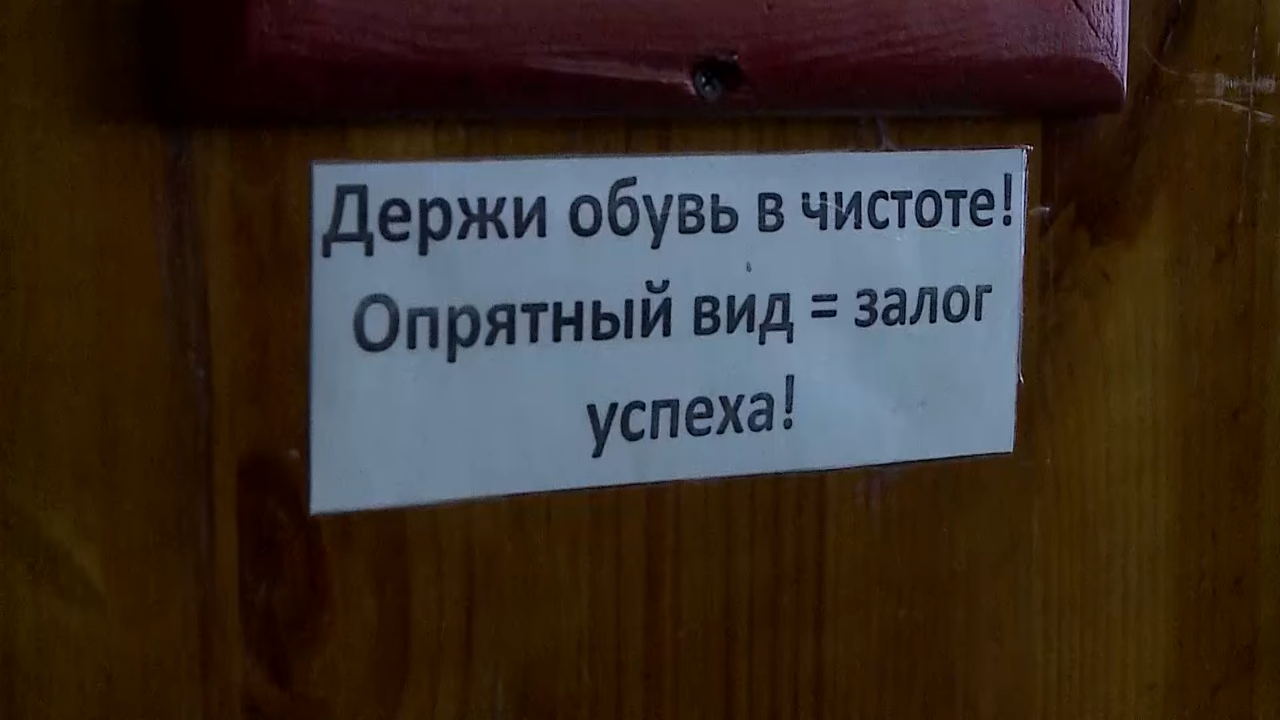 Держи обувь в чистоте!
Опрятный вид = залог
успеха!